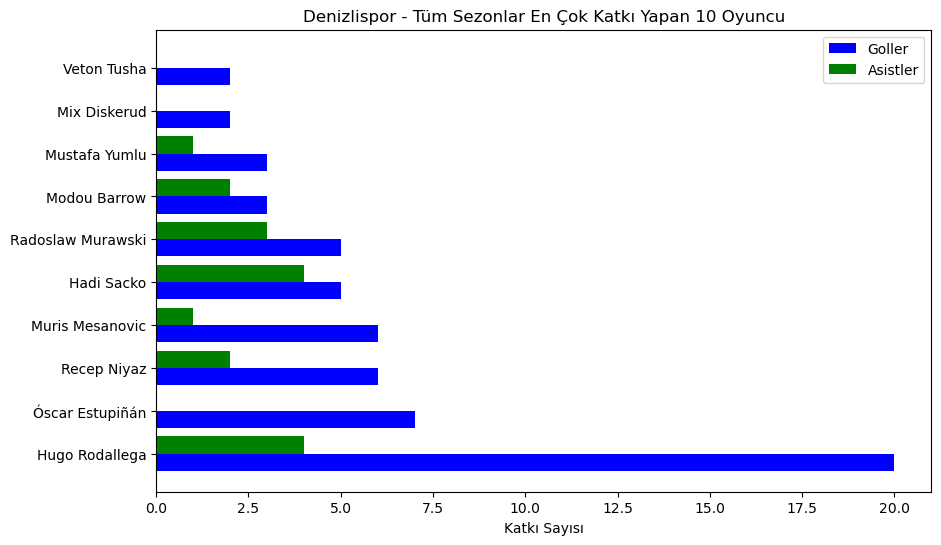 Denizlispor - Tüm Sezonlar En Çok Katkı Yapan 10 Oyuncu
Goller
Asistler
Veton Tusha
Mix Diskerud
Mustafa Yumlu
Modou Barrow
Radoslaw Murawski
Hadi Sacko
Muris Mesanovic
Recep Niyaz
Óscar Estupiñán
Hugo Rodallega
0.0 2.5 5.0 7.5 10.0 12.5 15.0 17.5 20.0
Katkı Sayısı